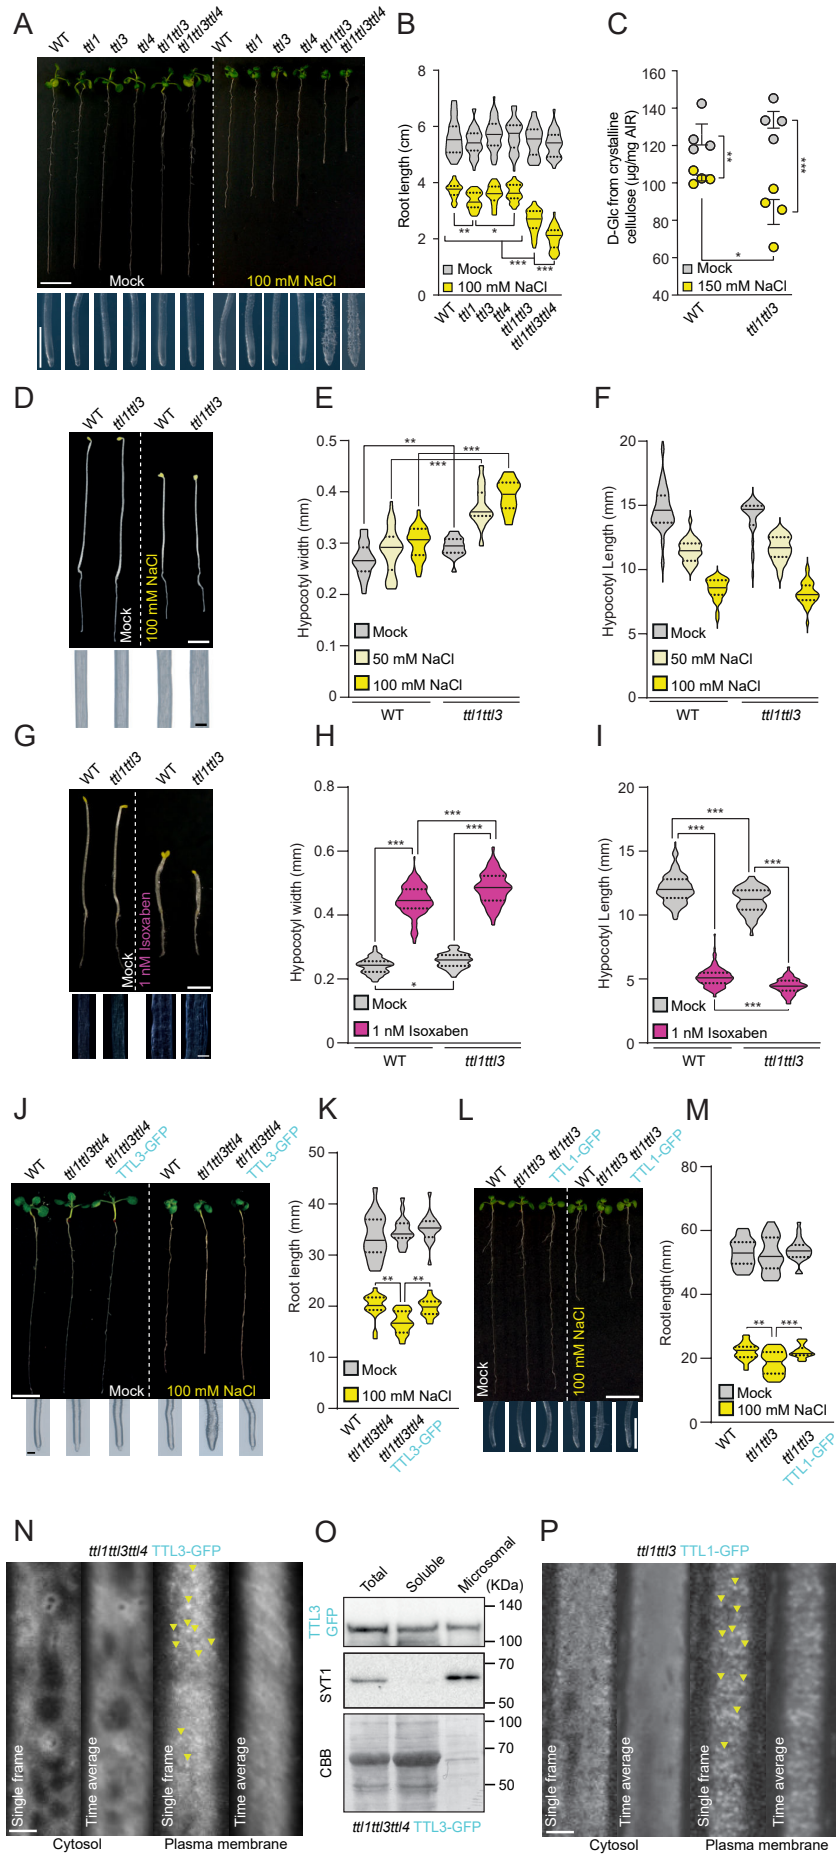 A
WT ttl1 ttl3 ttl4 ttl1ttl3 ttl1ttl3ttl4 WT ttl1 ttl3 ttl4 ttl1ttl3 ttl1ttl3ttl4
Mock 100 mM NaCl
B
Root length (cm)
8
6
4
2
0
** *
*** ***
Mock
100 mM NaCl
WT ttl1 ttl3 ttl4 ttl1ttl3 ttl1ttl3ttl4
C
D-Glc from crystalline
cellulose (µg/mg AIR)
160
140
120
100
80
60
40
**
***
*
Mock
150 mM NaCl
WT ttl1ttl3
D
WT ttl1ttl3 WT ttl1ttl3
Mock
100 mM NaCl
E
Hypocotyl width (mm)
0.5
0.4
0.3
0.2
0.1
0
** ***
***
Mock
50 mM NaCl
100 mM NaCl
WT ttl1ttl3
F
Hypocotyl Length (mm)
20
15
10
5
0
Mock
50 mM NaCl
100 mM NaCl
WT ttl1ttl3
G
WT ttl1ttl3 WT ttl1ttl3
Mock
1 nM Isoxaben
H
Hypocotyl width (mm)
0.8
0.6
0.4
0.2
0
***
*** ***
*
Mock
1 nM Isoxaben
WT ttl1ttl3
I
Hypocotyl Length (mm)
20
15
10
5
0
***
***
***
***
Mock
1 nM Isoxaben
WT ttl1ttl3
J
WT ttl1ttl3ttl4 ttl1ttl3ttl4 TTL3-GFP WT ttl1ttl3ttl4 ttl1ttl3ttl4 TTL3-GFP
Mock 100 mM NaCl
K
Root length (mm)
50
40
30
20
10
0
** **
Mock
100 mM NaCl
WT ttl1ttl3ttl4 ttl1ttl3ttl4 TTL3-GFP
L
WT ttl1ttl3 ttl1ttl3 TTL1-GFP WT ttl1ttl3 ttl1ttl3 TTL1-GFP
Mock
100 mM NaCl
M
Rootlength(mm)
80
60
40
20
0
** ***
Mock
100 mM NaCl
WT ttl1ttl3 ttl1ttl3 TTL1-GFP
N
ttl1ttl3ttl4 TTL3-GFP
Single frame
Time average
Single frame
Time average
Cytosol Plasma membrane
O
Total Soluble Microsomal
(KDa)
TTL3
GFP
140
100
SYT1
70
50
CBB
100
70
50
ttl1ttl3ttl4 TTL3-GFP
P
ttl1ttl3 TTL1-GFP
Single frame
Time average
Single frame
Time average
Cytosol Plasma membrane